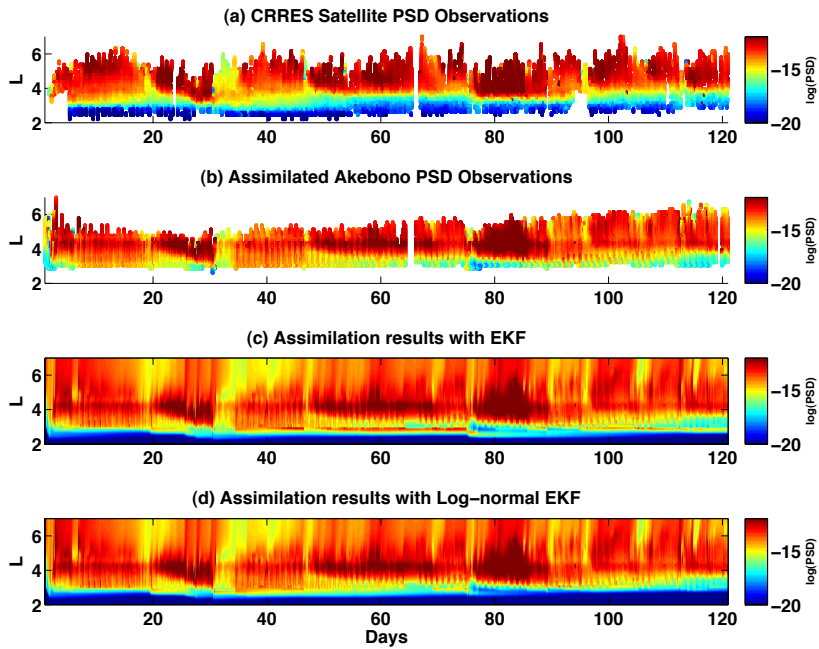 (a) CRRES Satellite PSD Observations
L
6
4
2
20 40 60 80 100 120
−15
−20
log(PSD)
(b) Assimilated Akebono PSD Observations
L
6
4
2
20 40 60 80 100 120
−15
−20
log(PSD)
(c) Assimilation results with EKF
L
6
4
2
20 40 60 80 100 120
−15
−20
log(PSD)
(d) Assimilation results with Log−normal EKF
L
6
4
2
20 40 60 80 100 120
Days
−15
−20
log(PSD)